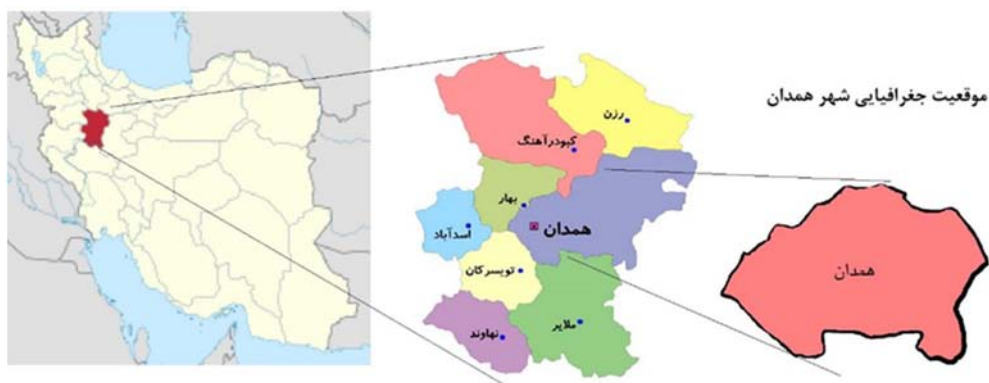 موقعیت جغرافیایی شهر همدان
رزن
کبودرآهنگ
بهار
همدان
اسدآباد
تویسرکان
ملایر
نهاوند
همدان